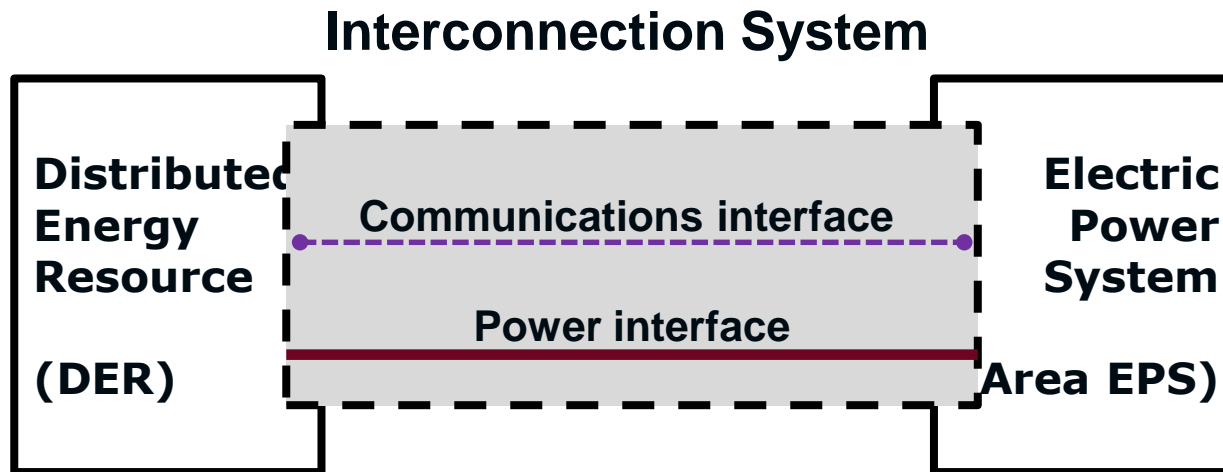 Interconnection System
Distributed
Energy
Resource
(DER)
Communications interface
Power interface
Electric
Power
System
Area EPS)